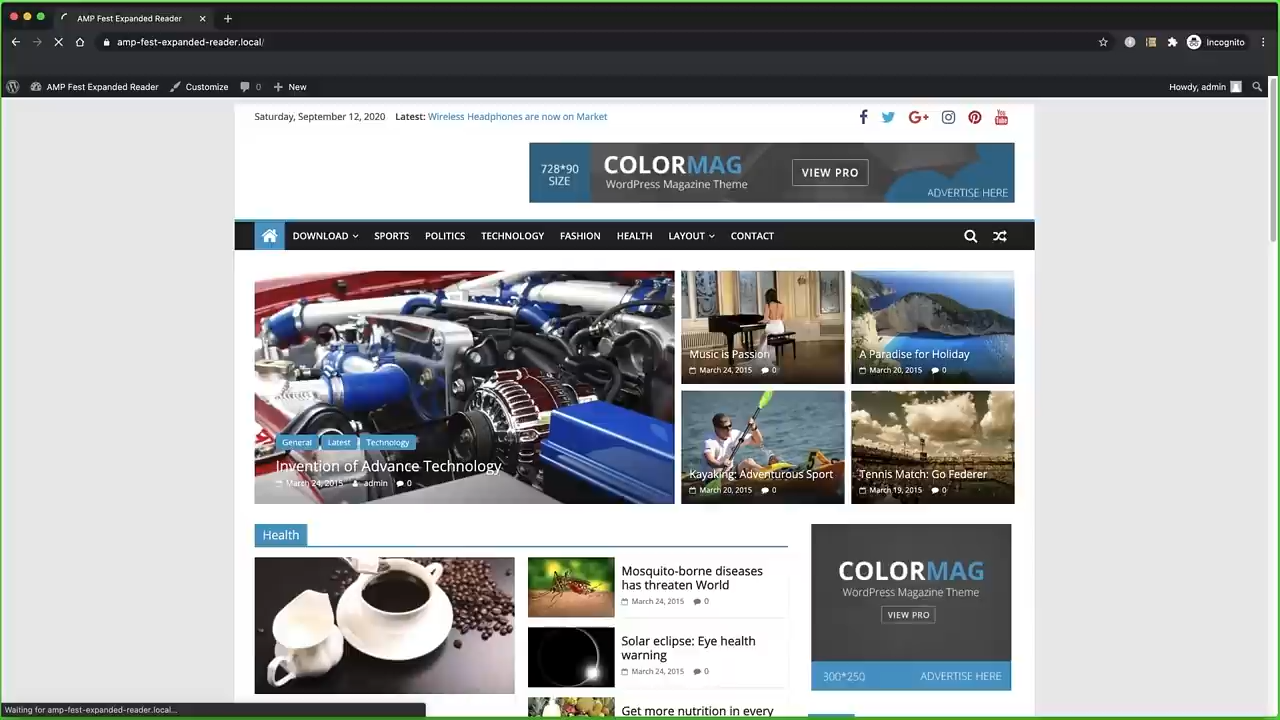 AMP Fest Expanded Reader
amp-fest-expanded-reader.local/
Incognito
AMP Fest Expanded Reader Customize 0 New
Howdy, admin
Saturday, September 12, 2020 Latest: Wireless Headphones are now on Market
You
Tube
728*90
SIZE
COLORMAG
WordPress Magazine Theme
VIEW PRO
ADVERTISE HERE
DOWNLOAD SPORTS POLITICS TECHNOLOGY FASHION HEALTH LAYOUT CONTACT
General Latest Technology
Invention of Advance Technology
March 24, 2015 admin 0
Music is Passion
March 24, 2015 0
A Paradise for Holiday
March 20, 2015 0
Kayaking: Adventurous Sport
March 20, 2015 0
Tennis Match: Go Federer
March 19, 2015 0
Health
Mosquito-borne diseases
has threaten World
March 24, 2015 0
Solar eclipse: Eye health
warning
March 24, 2015 0
Get more nutrition in every
COLORMAG
WordPress Magazine Theme
VIEW PRO
300*250
ADVERTISE HERE
Waiting for amp-fest-expanded-reader.local...